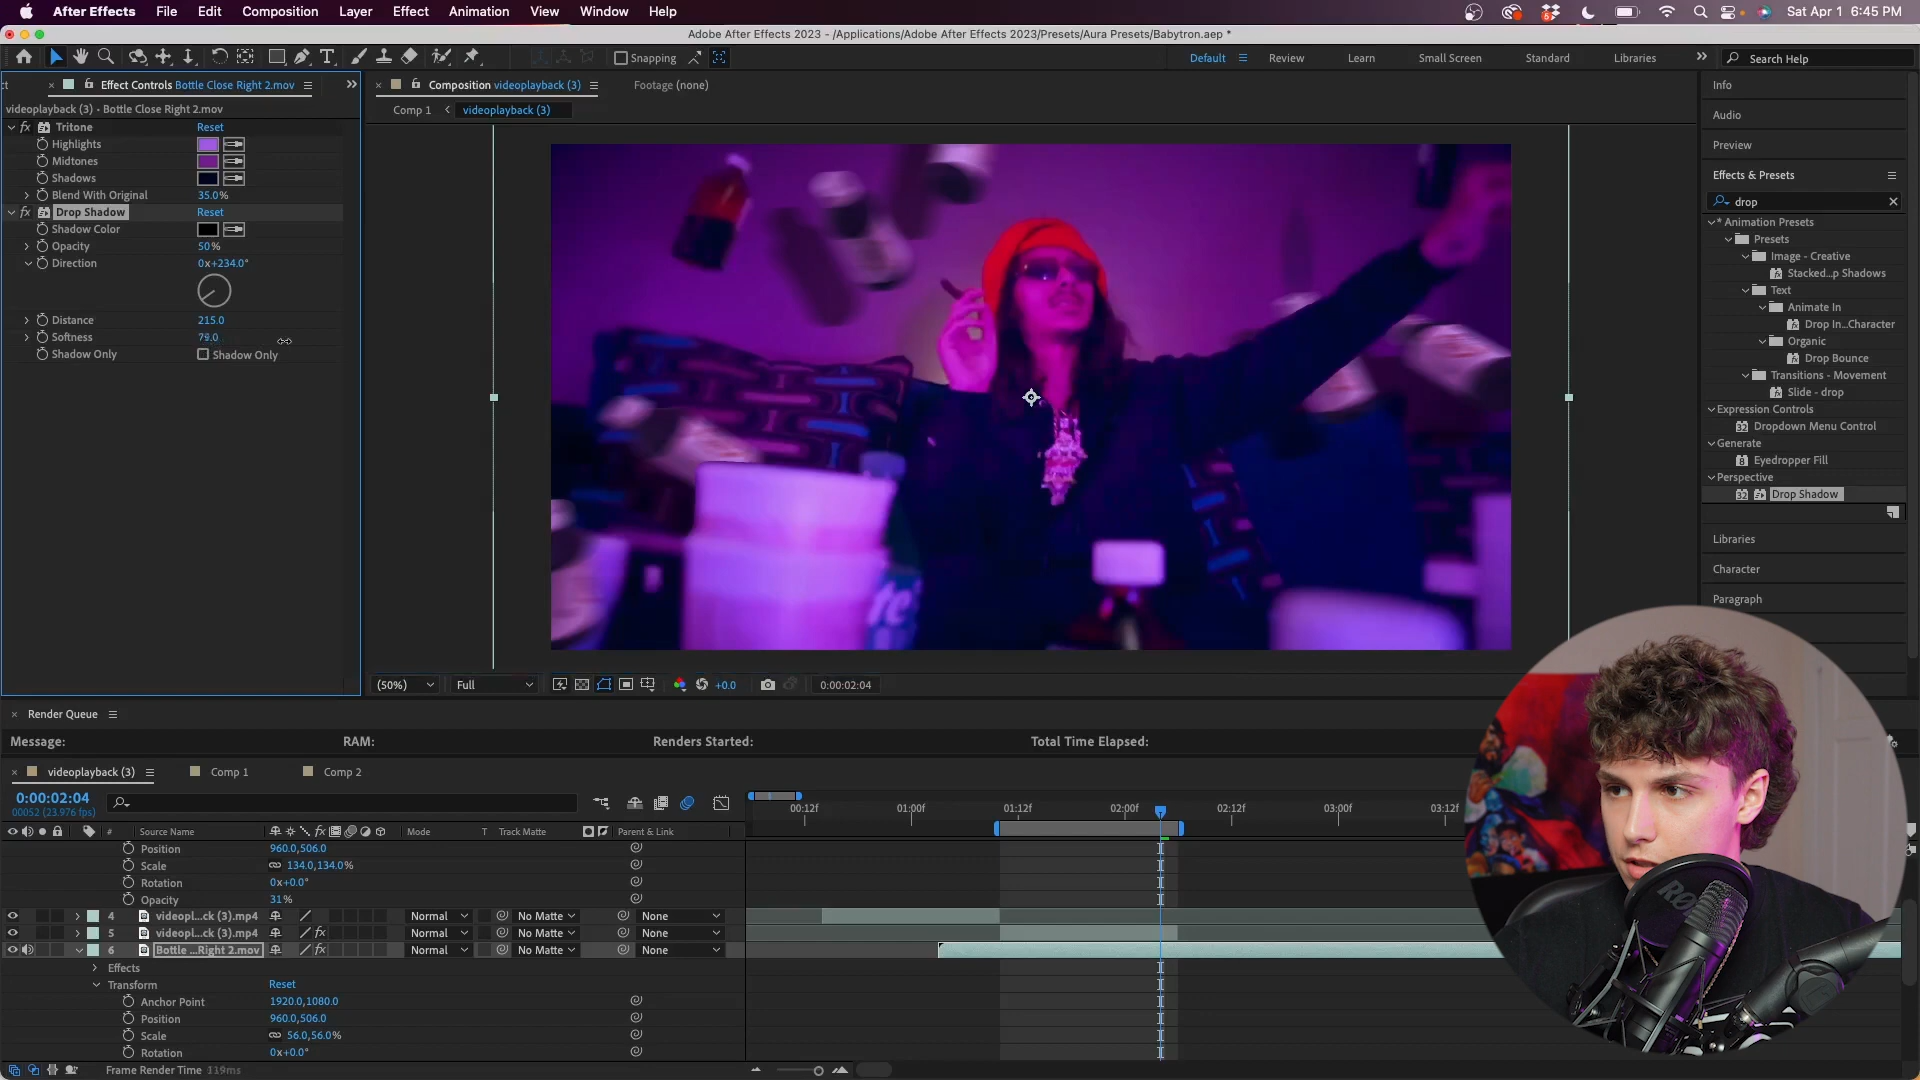 After Effects File Edit Composition Layer Effect Animation View Window Help Sat Apr 1 6:45 PM
Adobe After Effects 2023 - /Applications/Adobe After Effects 2023/Presets/Aura Presets/Babytron.aep *
Snapping Default Review Learn Small Screen Standard Libraries Search Help
Effect Controls Bottle Close Right 2.mov
Composition videoplayback (3) Footage (none)
Info
videoplayback (3) · Bottle Close Right 2.mov
Comp 1 videoplayback (3)
Tritone Reset
Audio
Highlights
Preview
Midtones
Shadows
Effects & Presets
Blend With Original 35.0%
drop
Drop Shadow Reset
* Animation Presets
Shadow Color
Presets
Opacity 50%
Image - Creative
Direction 0x+234.0°
Stacked...p Shadows
Text
Animate In
Distance 215.0
Drop In...Character
Softness 79.0
Organic
Shadow Only Shadow Only
Drop Bounce
Transitions - Movement
Slide - drop
Expression Controls
Dropdown Menu Control
Generate
Eyedropper Fill
Perspective
32 Drop Shadow
Libraries
Character
Paragraph
(50%) Full +0.0 0:00:02:04
Render Queue
Message: RAM: Renders Started: Total Time Elapsed:
videoplayback (3) Comp 1 Comp 2
0:00:02:04
00052 (23.976 fps)
00:12f 01:00f 01:12f 02:00f 02:12f 03:00f 03:12f
# Source Name Mode T Track Matte Parent & Link
Position 960.0,506.0
Scale 134.0,134.0%
Rotation 0x+0.0°
Opacity 31%
4 videopl...ck (3).mp4 Normal No Matte None
5 videopl...ck (3).mp4 Normal No Matte None
6 Bottle ...Right 2.mov Normal No Matte None
Effects
Transform Reset
Anchor Point 1920.0,1080.0
Position 960.0,506.0
Scale 56.0,56.0%
Rotation 0x+0.0°
Frame Render Time 119ms